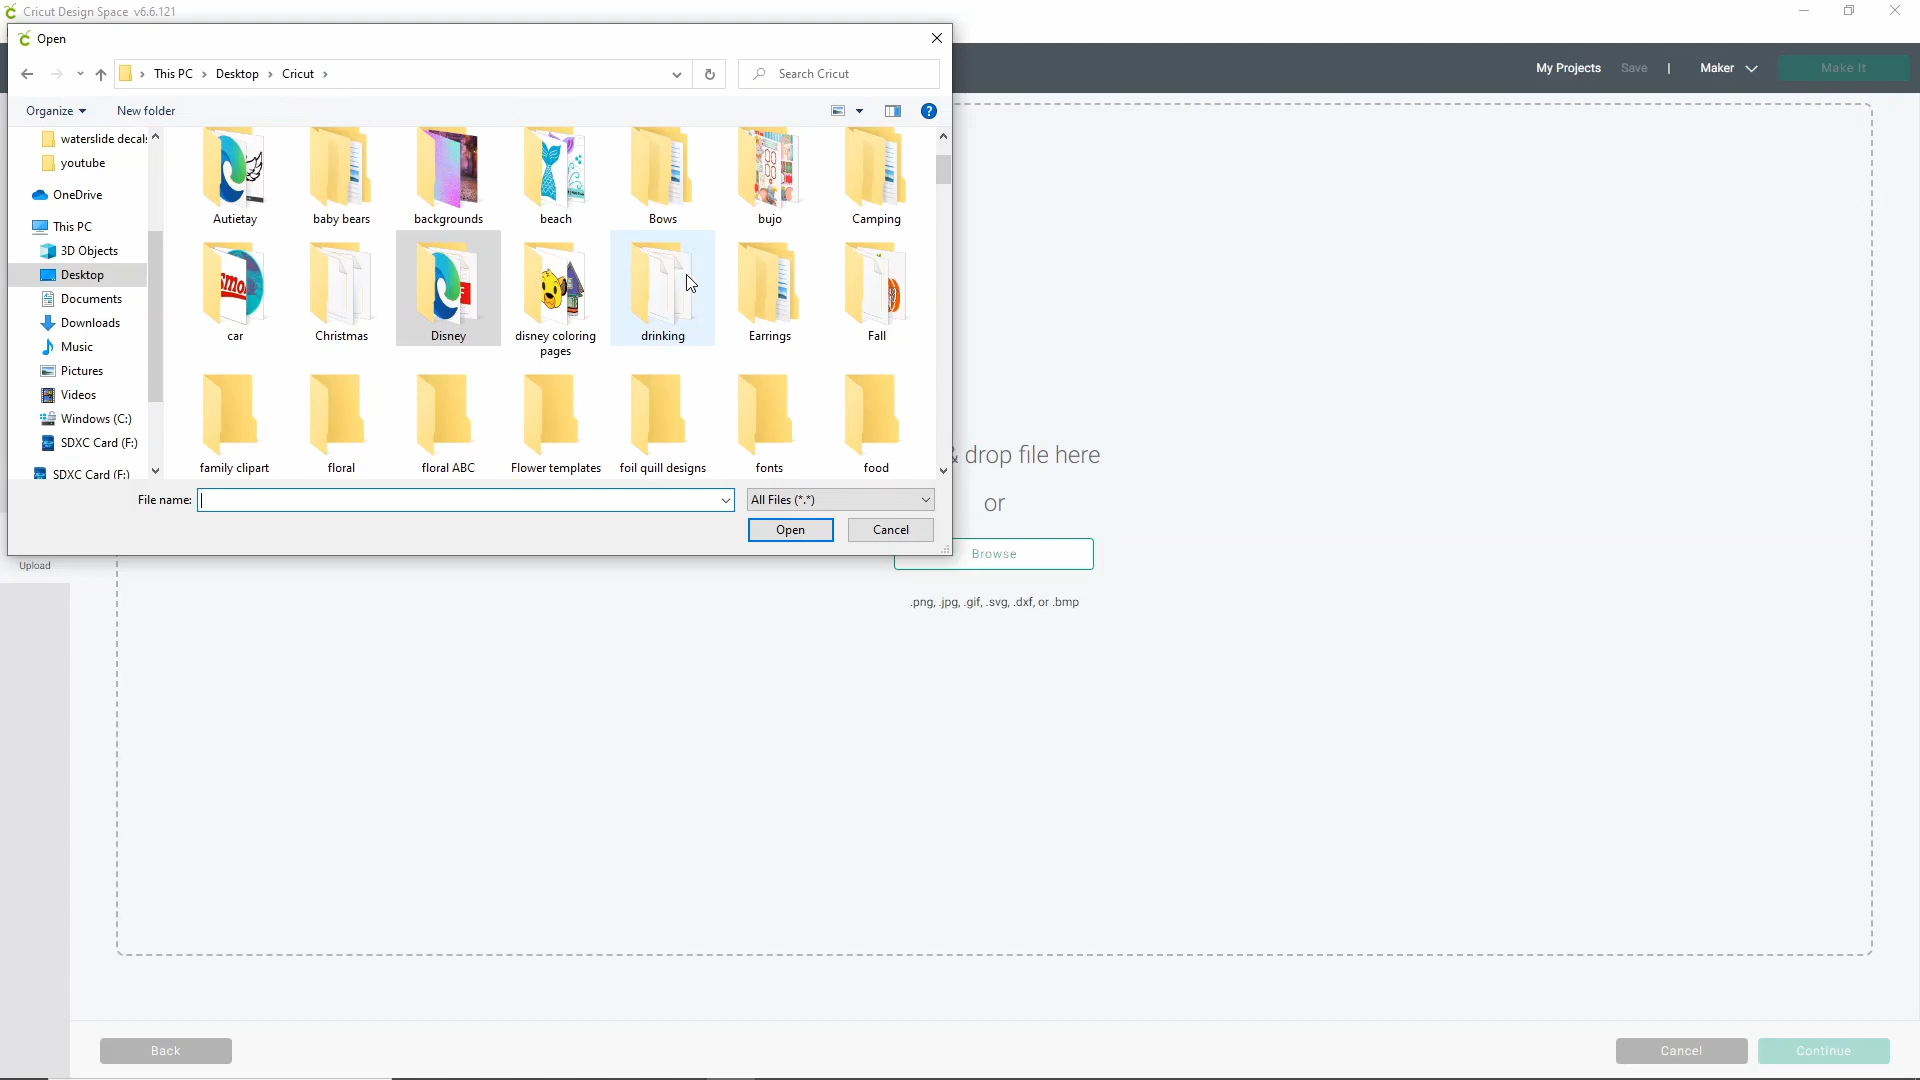 Cricut Design Space v6.6.121
Open
This PC > Desktop > Cricut >
Search Cricut
My Projects Save | Maker Make It
Organize New folder
waterslide decals
youtube
OneDrive
This PC
3D Objects
Desktop
Documents
Downloads
Music
Pictures
Videos
Windows (C:)
SDXC Card (F:)
SDXC Card (F:)
Autietay baby bears backgrounds beach Bows bujo Camping
car Christmas Disney disney coloring pages drinking Earrings Fall
family clipart floral floral ABC Flower templates foil quill designs fonts food
File name: All Files (*.*)
Open Cancel
& drop file here
or
Browse
.png, .jpg, .gif, .svg, .dxf, or .bmp
Upload
Back Cancel Continue